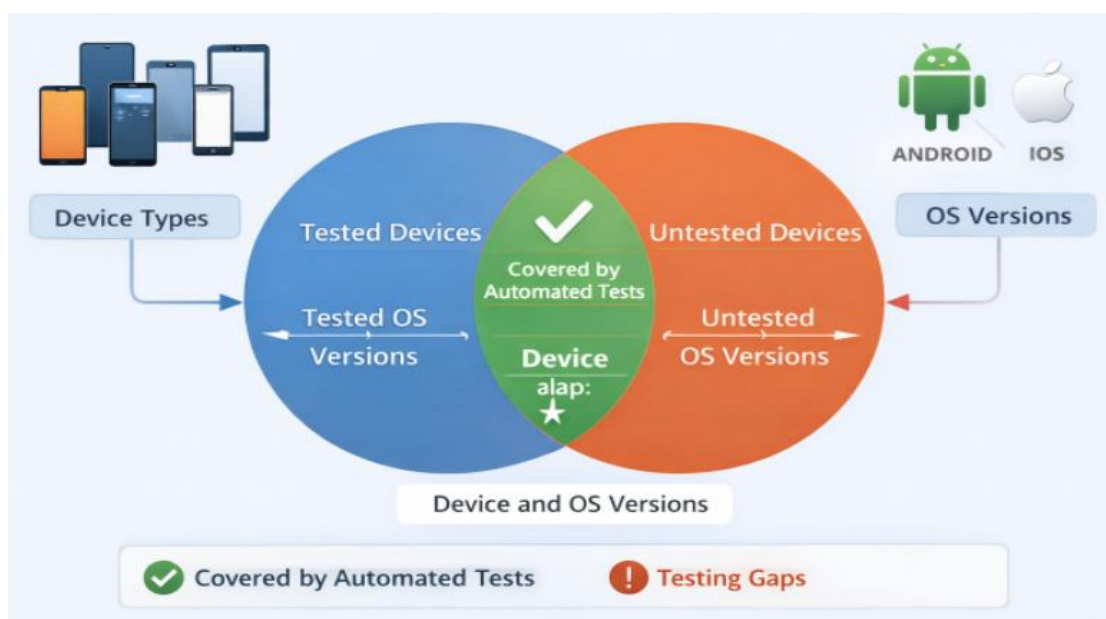 ANDROID
IOS
Device Types
OS Versions
Tested Devices
Untested Devices
Covered by
Automated Tests
Tested OS
Versions
Untested
OS Versions
Device
alap:
Device and OS Versions
Covered by Automated Tests
Testing Gaps